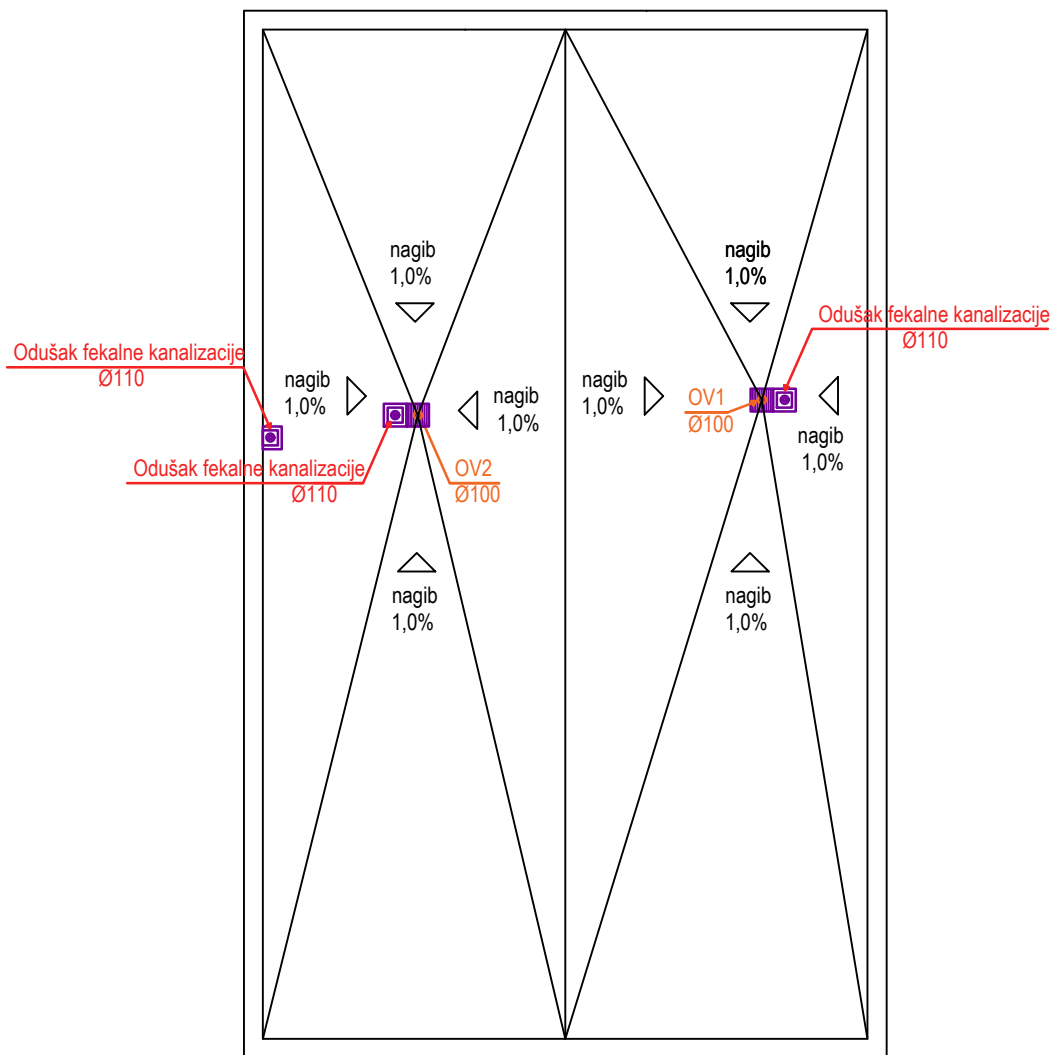 nagib
1,0%
nagib
1,0%
Odušak fekalne kanalizacije
Ø110
Odušak fekalne kanalizacije
Ø110
nagib
1,0%
nagib
1,0%
nagib
1,0%
OV1
Ø100
nagib
1,0%
Odušak fekalne kanalizacije
Ø110
OV2
Ø100
nagib
1,0%
nagib
1,0%